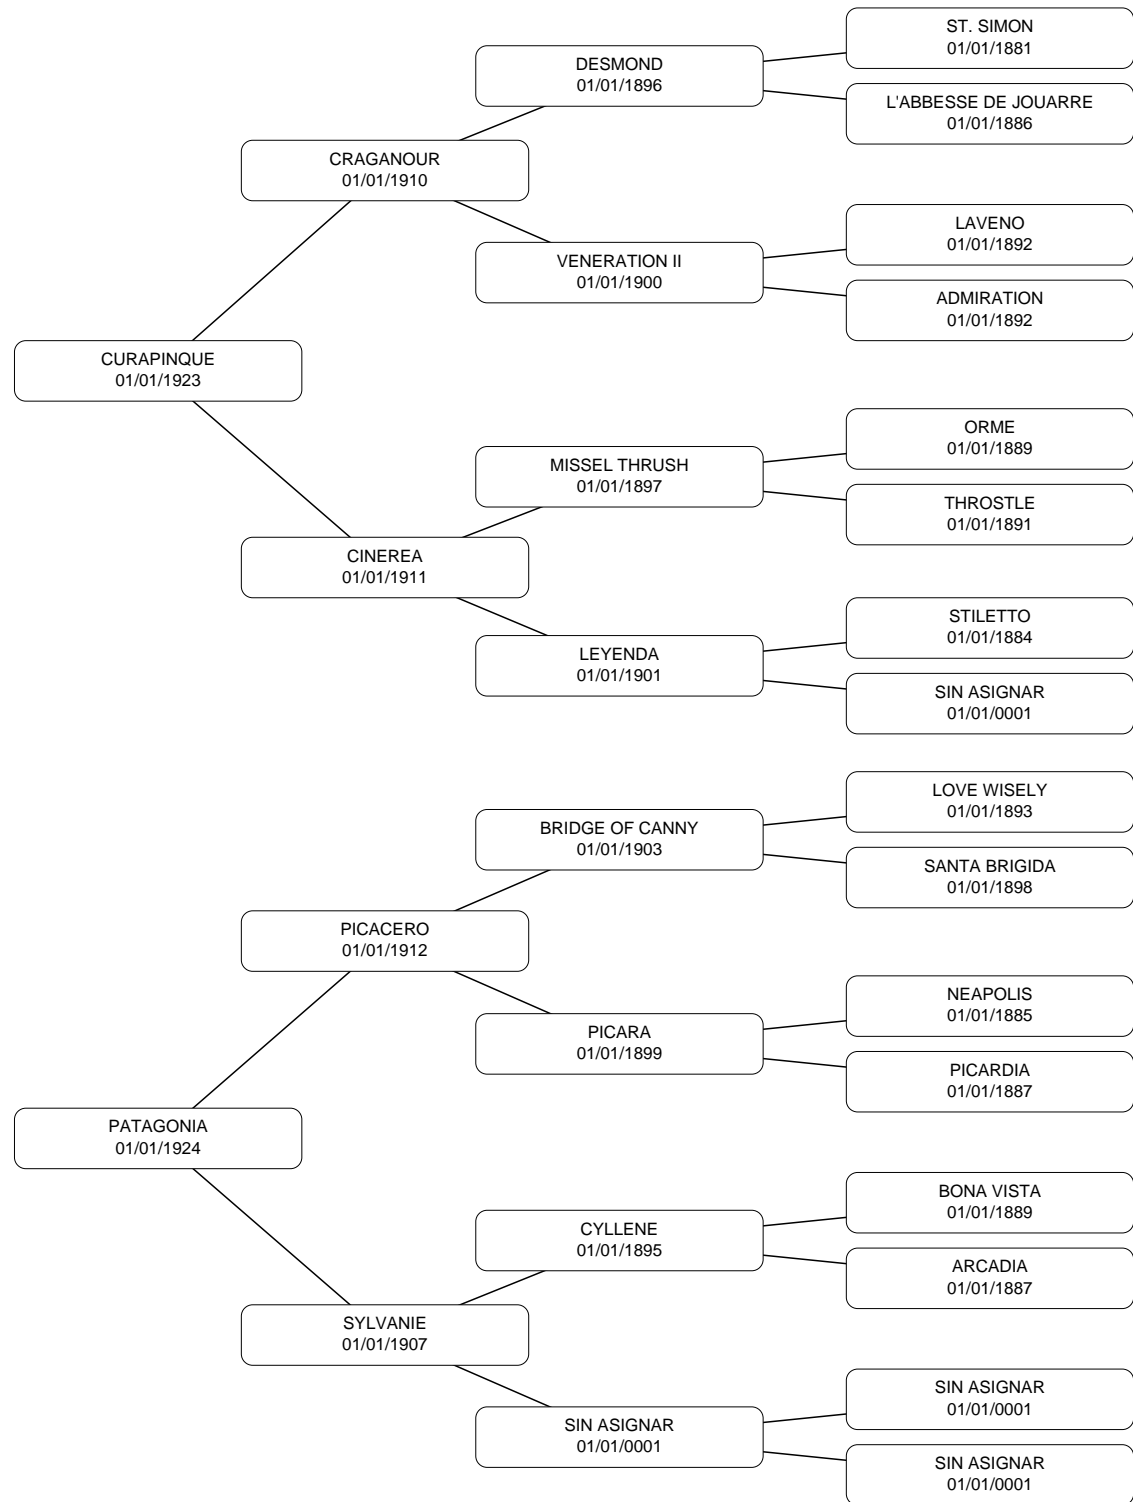 ST. SIMON
01/01/1881
DESMOND
01/01/1896
L'ABBESSE DE JOUARRE
01/01/1886
CRAGANOUR
01/01/1910
LAVENO
01/01/1892
VENERATION II
01/01/1900
ADMIRATION
01/01/1892
CURAPINQUE
01/01/1923
ORME
01/01/1889
MISSEL THRUSH
01/01/1897
THROSTLE
01/01/1891
CINEREA
01/01/1911
STILETTO
01/01/1884
LEYENDA
01/01/1901
SIN ASIGNAR
01/01/0001
LOVE WISELY
01/01/1893
BRIDGE OF CANNY
01/01/1903
SANTA BRIGIDA
01/01/1898
PICACERO
01/01/1912
NEAPOLIS
01/01/1885
PICARA
01/01/1899
PICARDIA
01/01/1887
PATAGONIA
01/01/1924
BONA VISTA
01/01/1889
CYLLENE
01/01/1895
ARCADIA
01/01/1887
SYLVANIE
01/01/1907
SIN ASIGNAR
01/01/0001
SIN ASIGNAR
01/01/0001
SIN ASIGNAR
01/01/0001